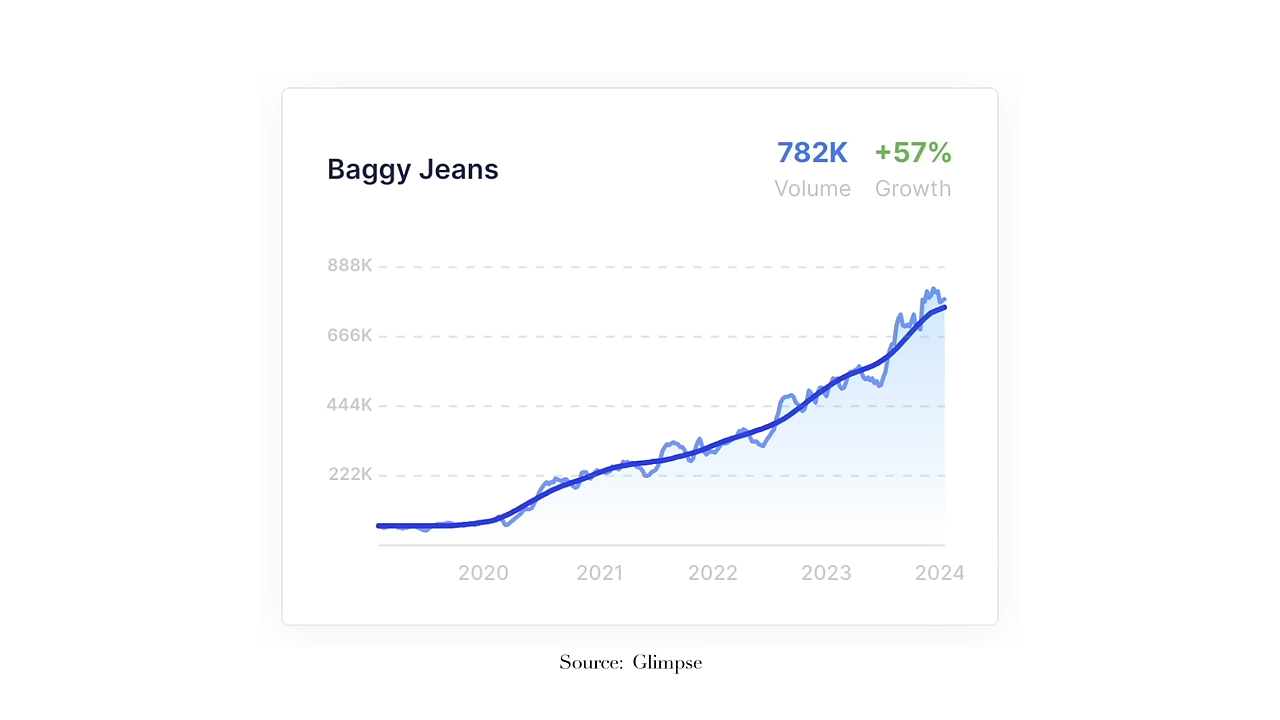 Baggy Jeans
782K +57%
Volume Growth
888K
666K
444K
222K
2020 2021 2022 2023 2024
Source: Glimpse